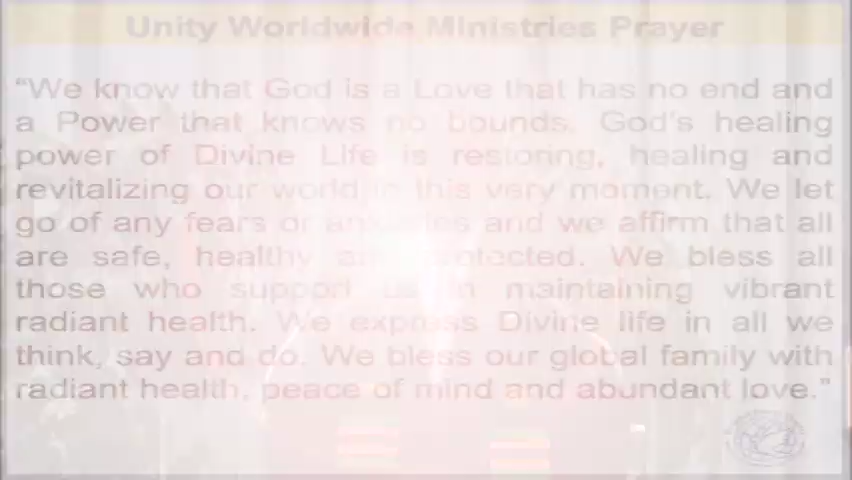 Unity Worldwide Ministries Prayer
“We know that God is a Love that has no end and
a Power that knows no bounds. God’s healing
power of Divine Life is restoring, healing and
revitalizing our world in this very moment. We let
go of any fears or anxieties and we affirm that all
are safe, healthy and protected. We bless all
those who support us in maintaining vibrant
radiant health. We express Divine life in all we
think, say and do. We bless our global family with
radiant health, peace of mind and abundant love.”